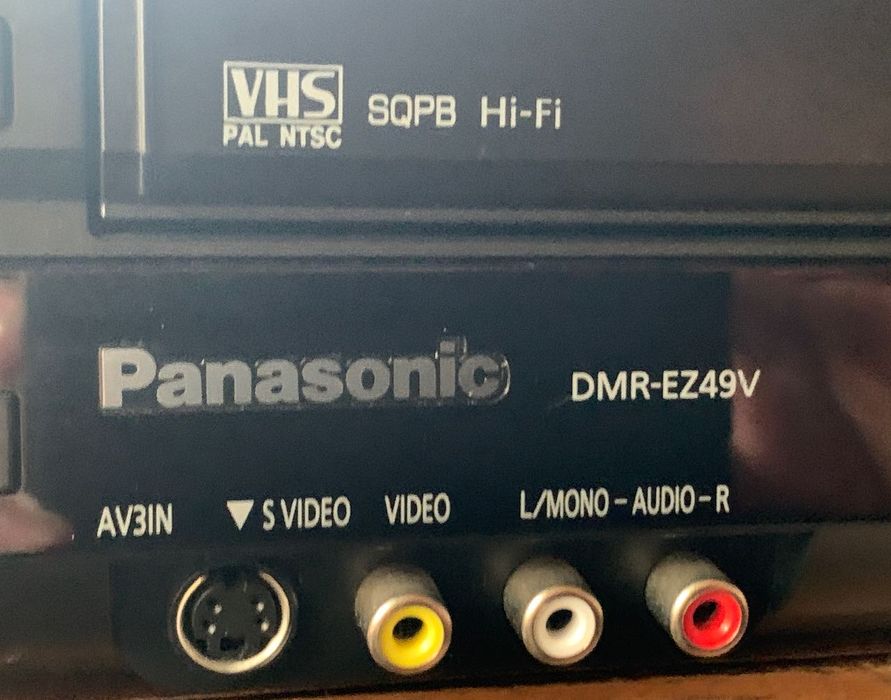 VHS SQPB Hi-Fi
PAL NTSC
Panasonic DMR-EZ49V
AV3IN ▼ S VIDEO VIDEO L/MONO - AUDIO - R